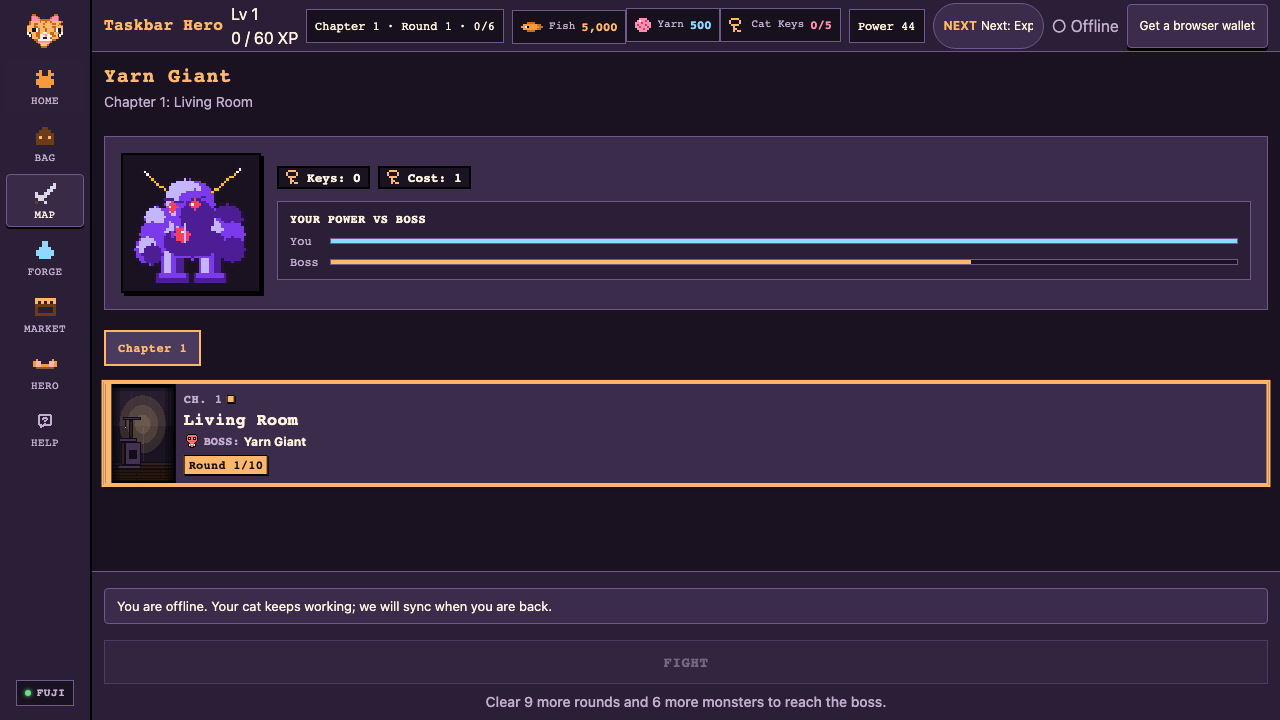 Taskbar Hero
Lv 1
0 / 60 XP
Chapter 1 • Round 1 • 0/6
Fish 5,000
Yarn 500
Cat Keys 0/5
Power 44
NEXT Next: Exp
Offline
Get a browser wallet
HOME
BAG
MAP
FORGE
MARKET
HERO
HELP
FUJI
Yarn Giant
Chapter 1: Living Room
Keys: 0
Cost: 1
YOUR POWER VS BOSS
You
Boss
Chapter 1
CH. 1
Living Room
BOSS: Yarn Giant
Round 1/10
You are offline. Your cat keeps working; we will sync when you are back.
FIGHT
Clear 9 more rounds and 6 more monsters to reach the boss.